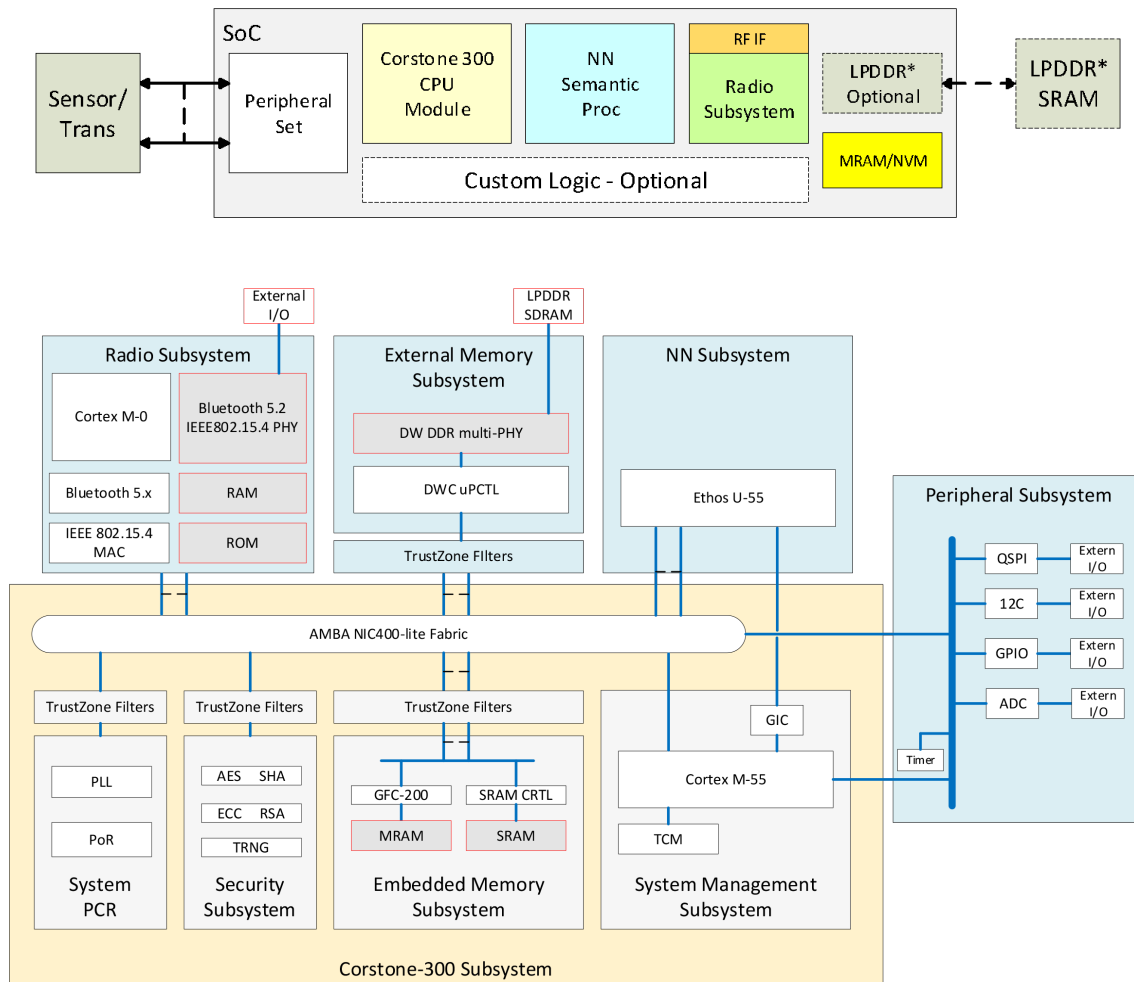 SoC
Sensor/
Trans
Peripheral
Set
Corstone 300
CPU
Module
NN
Semantic
Proc
RF IF
Radio
Subsystem
LPDDR*
Optional
LPDDR*
SRAM
MRAM/NVM
Custom Logic - Optional
External
I/O
LPDDR
SDRAM
Radio Subsystem
Cortex M-0
Bluetooth 5.2
IEEE802.15.4 PHY
Bluetooth 5.x
RAM
IEEE 802.15.4
MAC
ROM
External Memory
Subsystem
DW DDR multi-PHY
DWC uPCTL
TrustZone FIlters
NN Subsystem
Ethos U-55
Peripheral Subsystem
QSPI
Extern
I/O
12C
Extern
I/O
GPIO
Extern
I/O
ADC
Extern
I/O
Timer
AMBA NIC400-lite Fabric
TrustZone Filters
TrustZone Filters
TrustZone Filters
PLL
PoR
System
PCR
AES SHA
ECC RSA
TRNG
Security
Subsystem
GFC-200
SRAM CRTL
MRAM
SRAM
Embedded Memory
Subsystem
GIC
Cortex M-55
TCM
System Management
Subsystem
Corstone-300 Subsystem